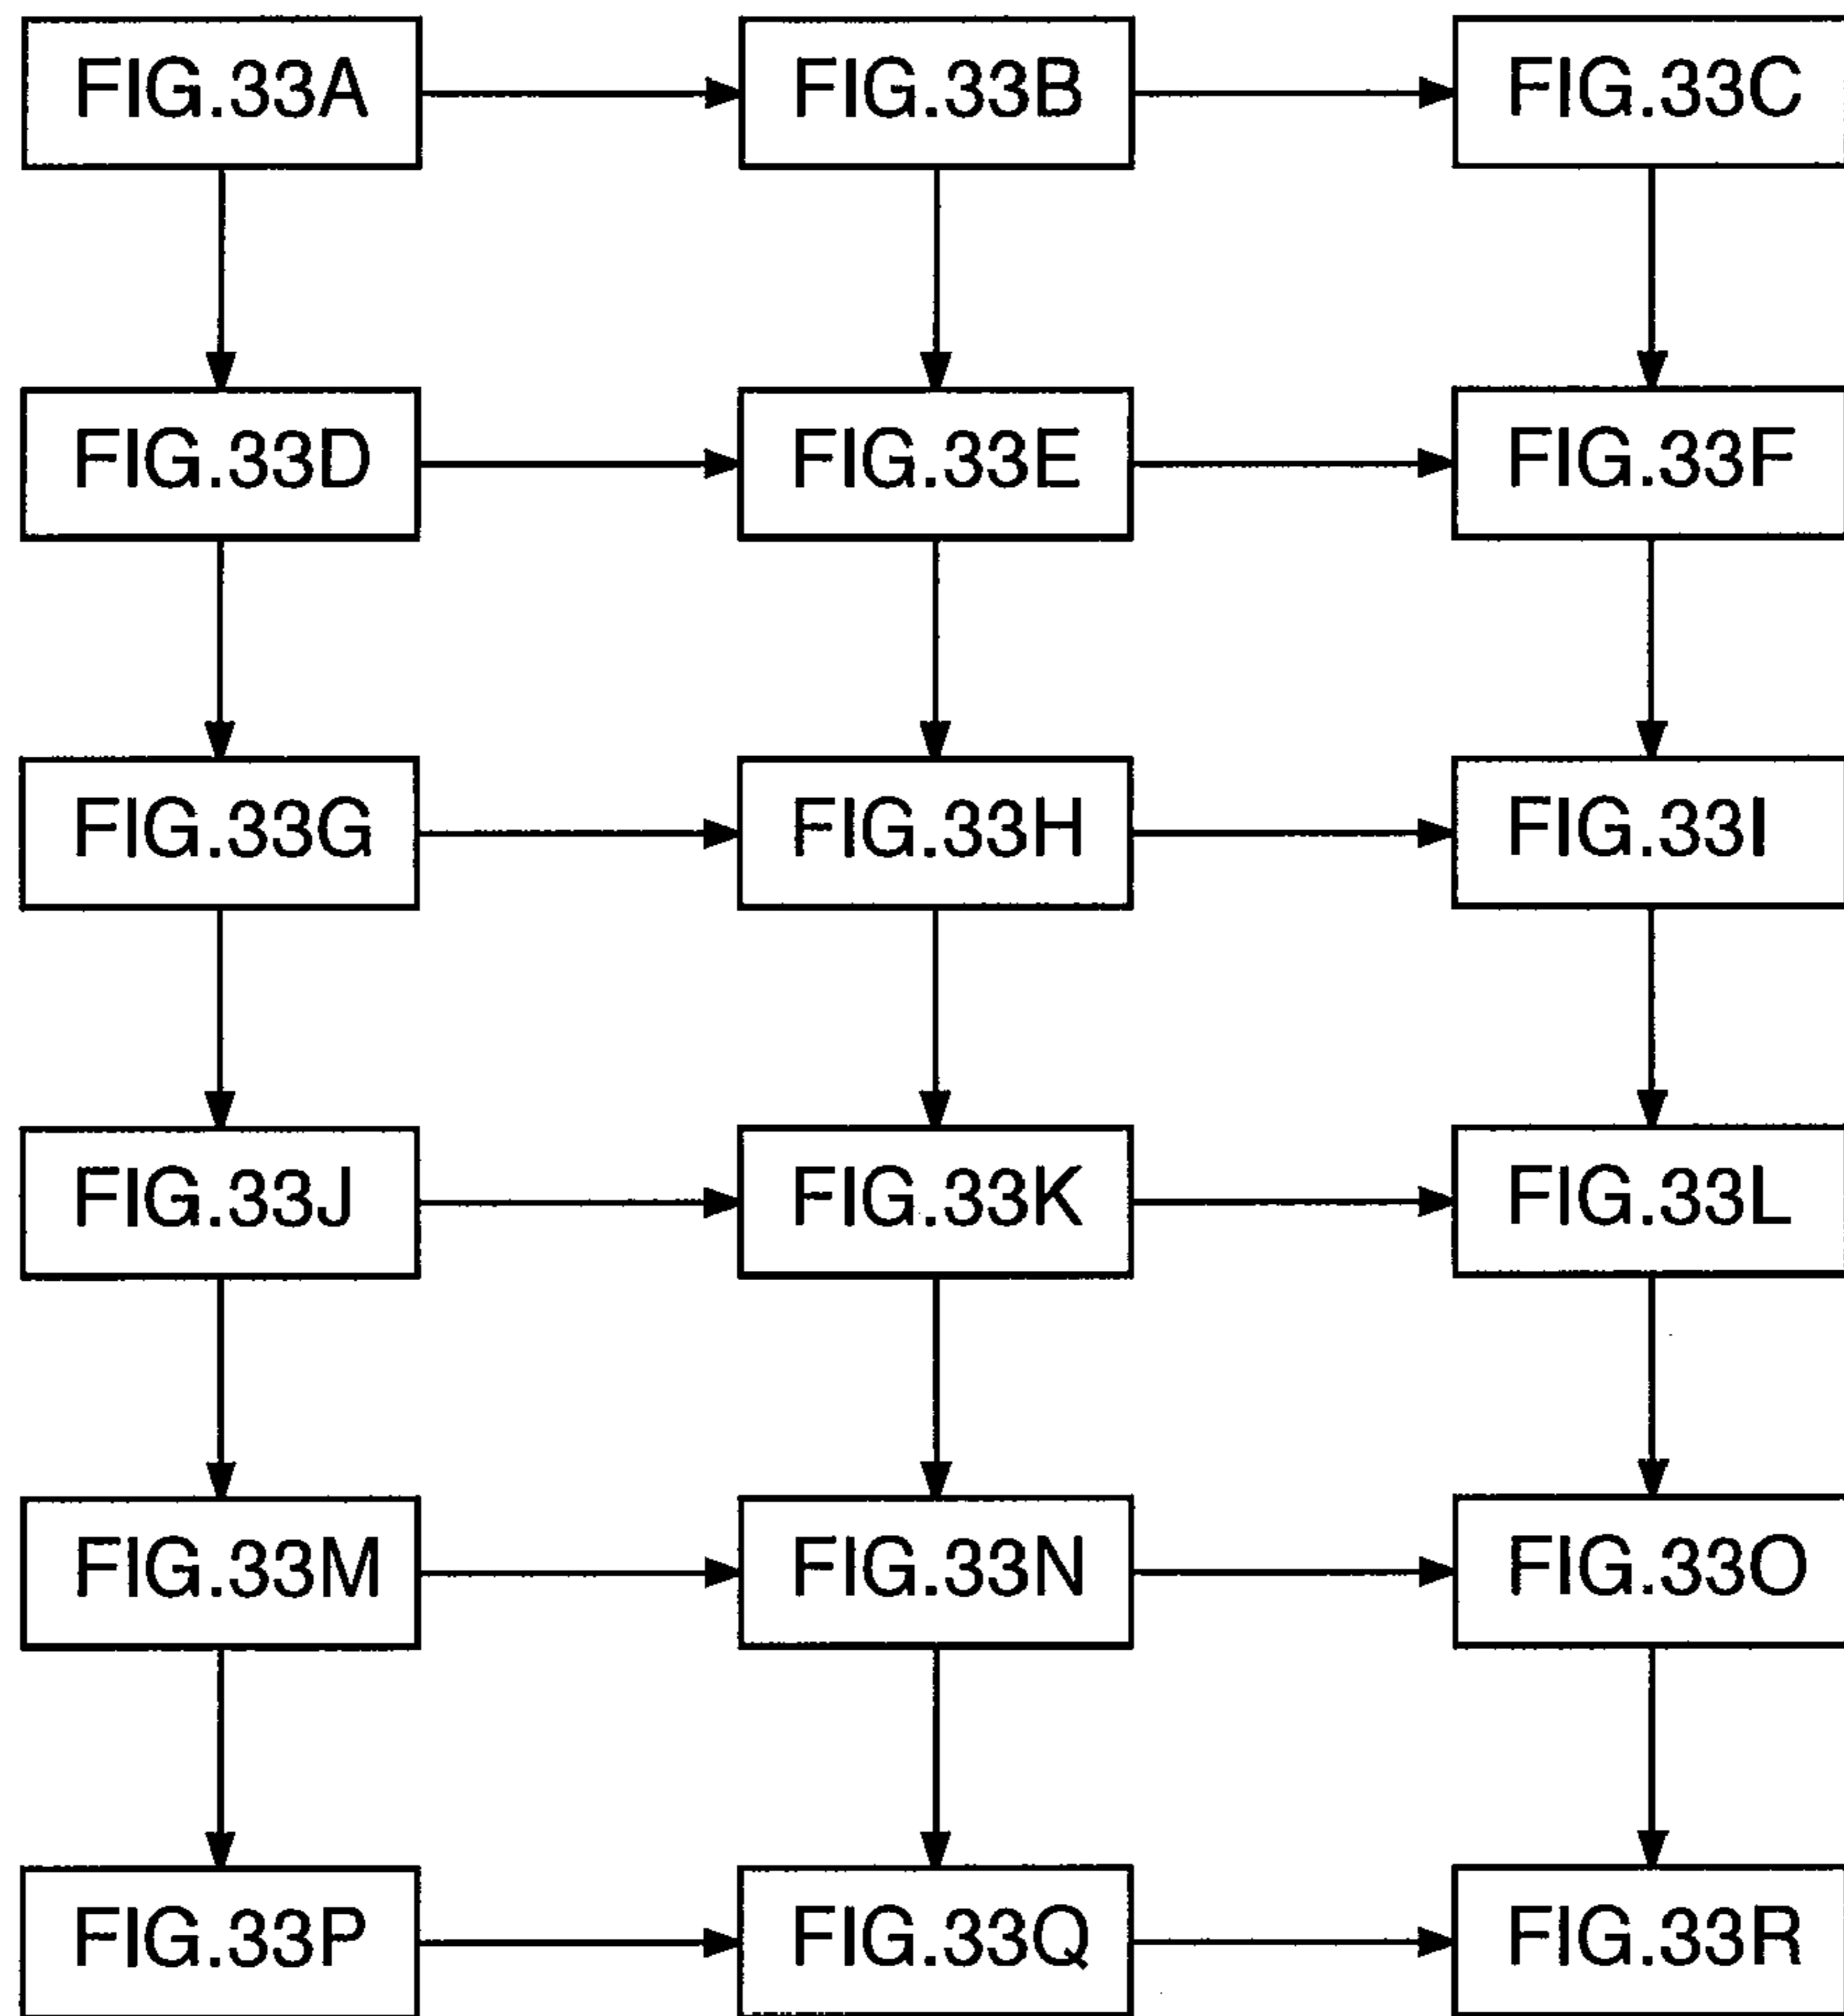 FIG.33A FIG.33B FIG.33C
FIG.33D FIG.33E FIG.33F
FIG.33G FIG.33H FIG.33I
FIG.33J FIG.33K FIG.33L
FIG.33M FIG.33N FIG.33O
FIG.33P FIG.33Q FIG.33R